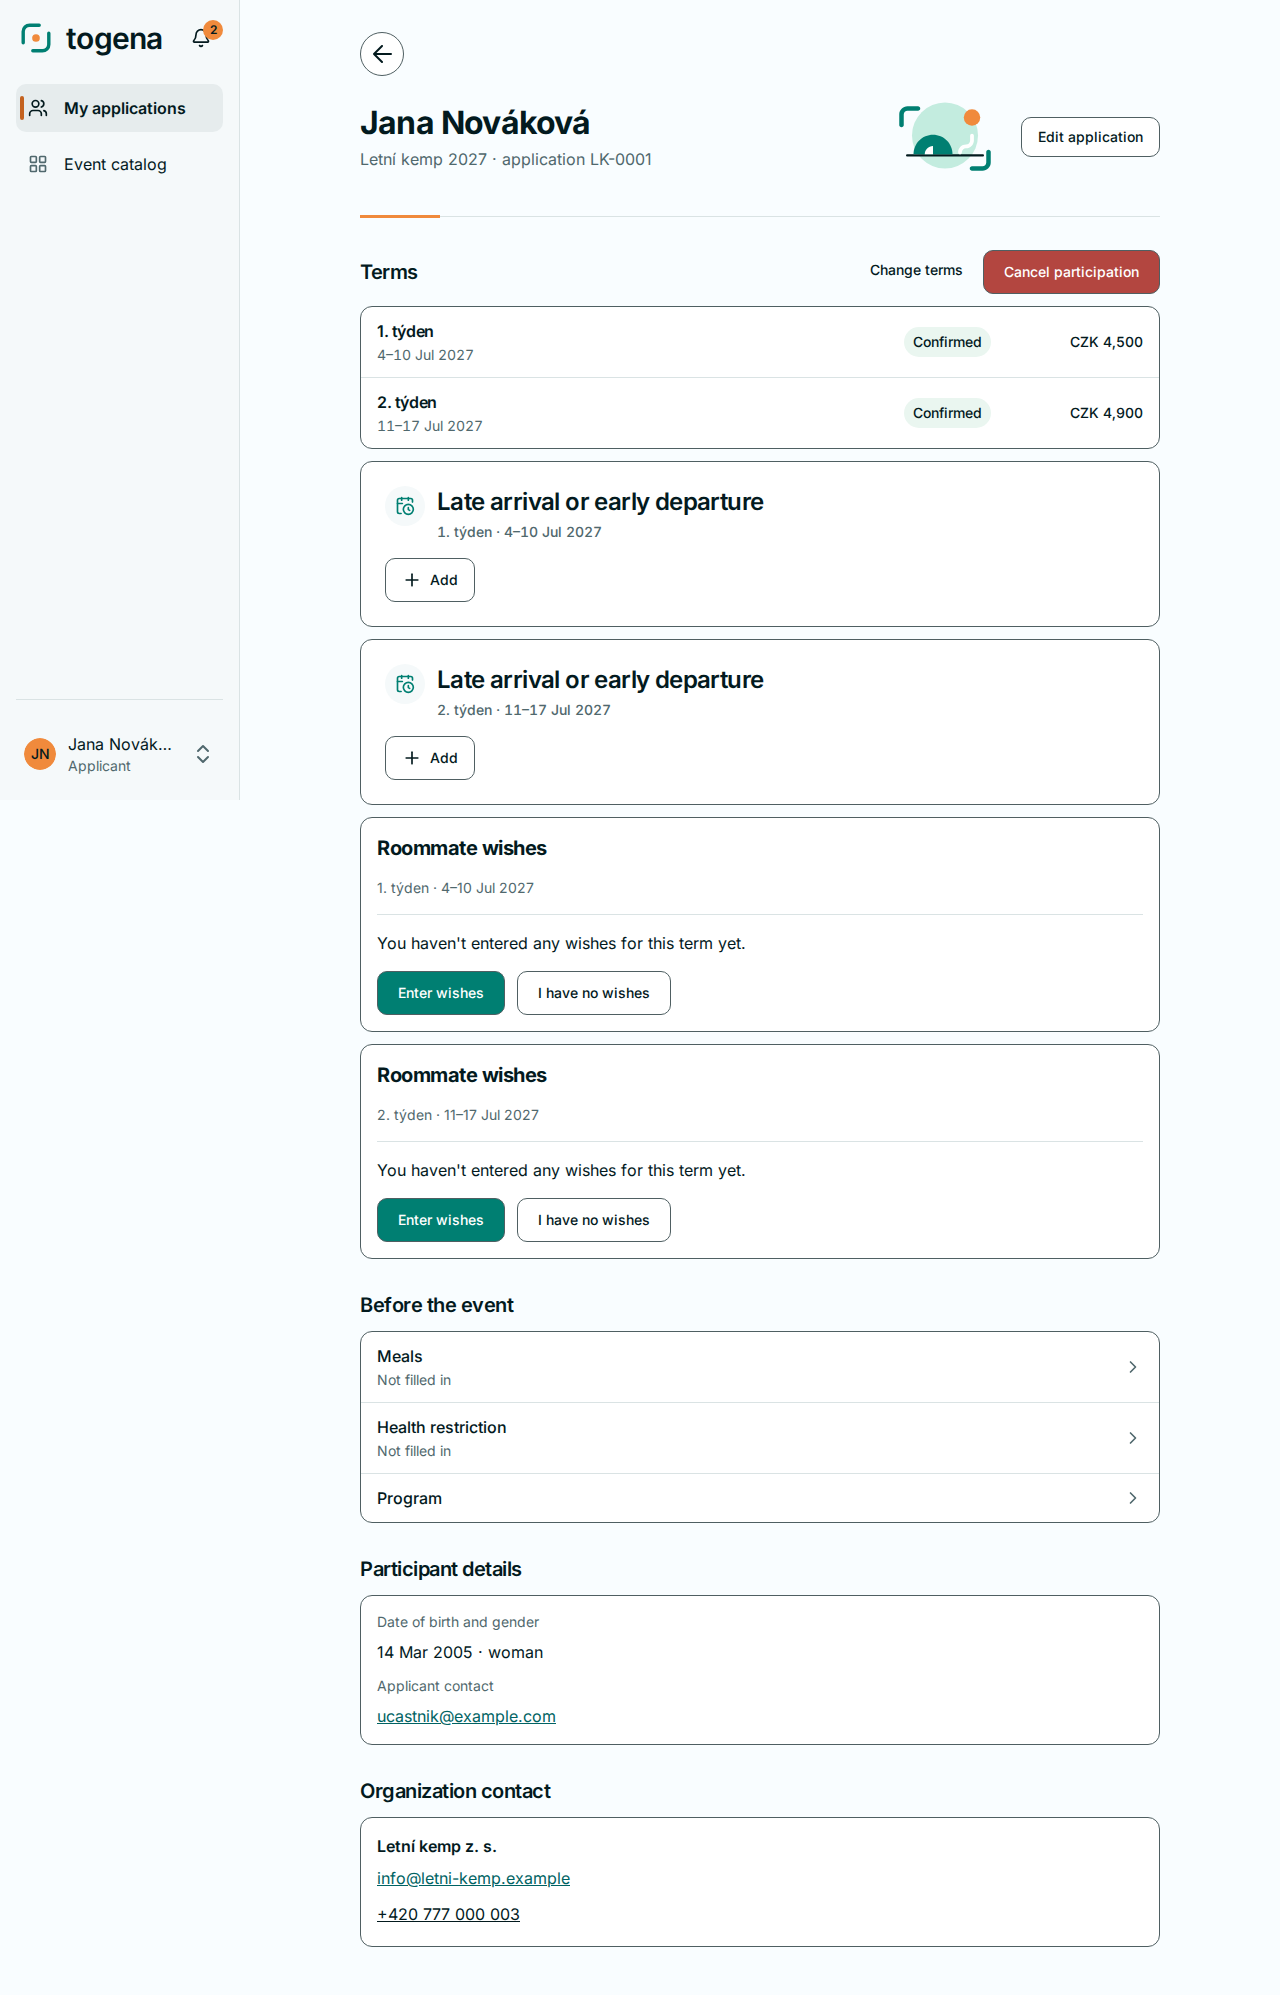 togena
2
My applications
Event catalog
Jana Novák...
JN
Applicant
Jana Nováková
Letní kemp 2027 · application LK-0001
Edit application
Terms
Change terms
Cancel participation
1. týden
4–10 Jul 2027
Confirmed
CZK 4,500
2. týden
11–17 Jul 2027
Confirmed
CZK 4,900
Late arrival or early departure
1. týden · 4–10 Jul 2027
Add
Late arrival or early departure
2. týden · 11–17 Jul 2027
Add
Roommate wishes
1. týden · 4–10 Jul 2027
You haven't entered any wishes for this term yet.
Enter wishes
I have no wishes
Roommate wishes
2. týden · 11–17 Jul 2027
You haven't entered any wishes for this term yet.
Enter wishes
I have no wishes
Before the event
Meals
Not filled in
Health restriction
Not filled in
Program
Participant details
Date of birth and gender
14 Mar 2005 · woman
Applicant contact
ucastnik@example.com
Organization contact
Letní kemp z. s.
info@letni-kemp.example
+420 777 000 003